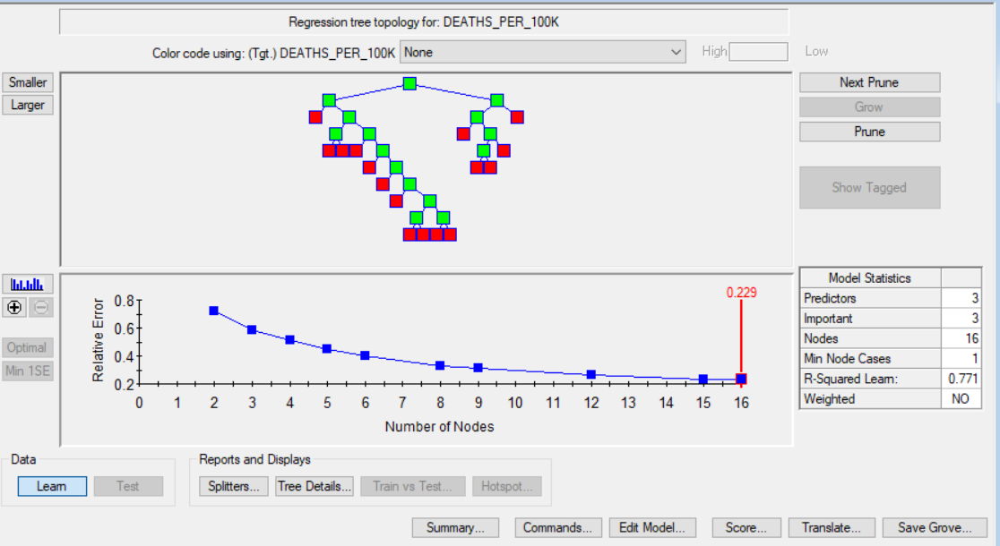 Regression tree topology for: DEATHS_PER_100K
Color code using: (Tgt.) DEATHS_PER_100K None High Low
Smaller
Larger
Next Prune
Grow
Prune
Show Tagged
Optimal
Min 1SE
Relative Error
0.8
0.6
0.4
0.2
0.229
0 1 2 3 4 5 6 7 8 9 10 11 12 13 14 15 16
Number of Nodes
Model Statistics
Predictors 3
Important 3
Nodes 16
Min Node Cases 1
R-Squared Learn: 0.771
Weighted NO
Data
Learn Test
Reports and Displays
Splitters... Tree Details... Train vs Test... Hotspot...
Summary... Commands... Edit Model... Score... Translate... Save Grove...